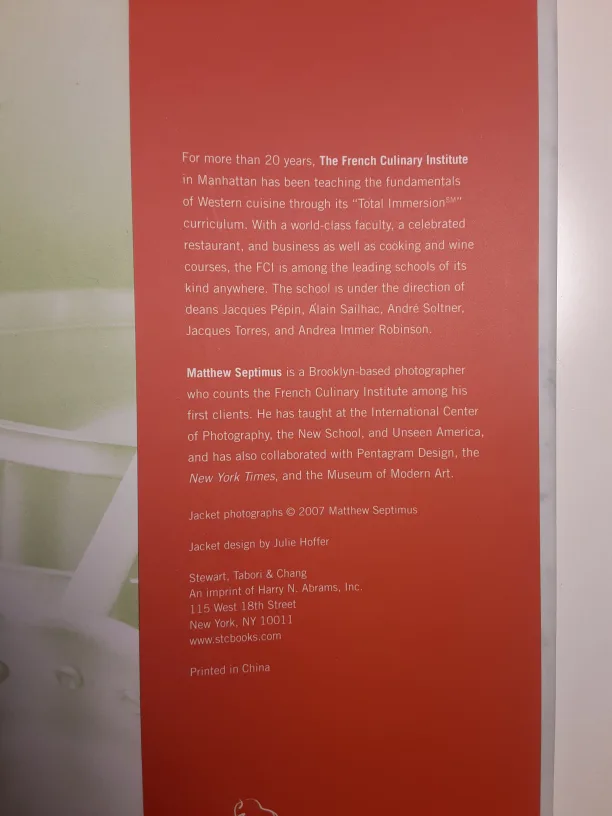 For more than 20 years, The French Culinary Institute
in Manhattan has been teaching the fundamentals
of Western cuisine through its “Total Immersion℠”
curriculum. With a world-class faculty, a celebrated
restaurant, and business as well as cooking and wine
courses, the FCI is among the leading schools of its
kind anywhere. The school is under the direction of
deans Jacques Pépin, Alain Sailhac, André Soltner,
Jacques Torres, and Andrea Immer Robinson.
Matthew Septimus is a Brooklyn-based photographer
who counts the French Culinary Institute among his
first clients. He has taught at the International Center
of Photography, the New School, and Unseen America,
and has also collaborated with Pentagram Design, the
New York Times, and the Museum of Modern Art.
Jacket photographs © 2007 Matthew Septimus
Jacket design by Julie Hoffer
Stewart, Tabori & Chang
An imprint of Harry N. Abrams, Inc.
115 West 18th Street
New York, NY 10011
www.stcbooks.com
Printed in China